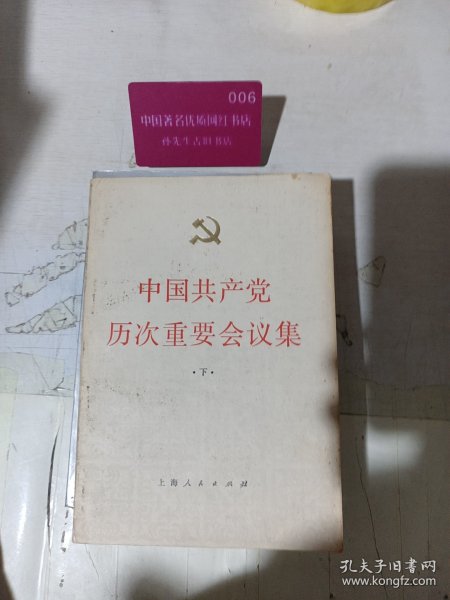 006
中国著名优质网红书店
孙先生古旧书店
中国共产党
历次重要会议集
·下·
上海人民出版社
孔夫子旧书网
www.kongfz.com